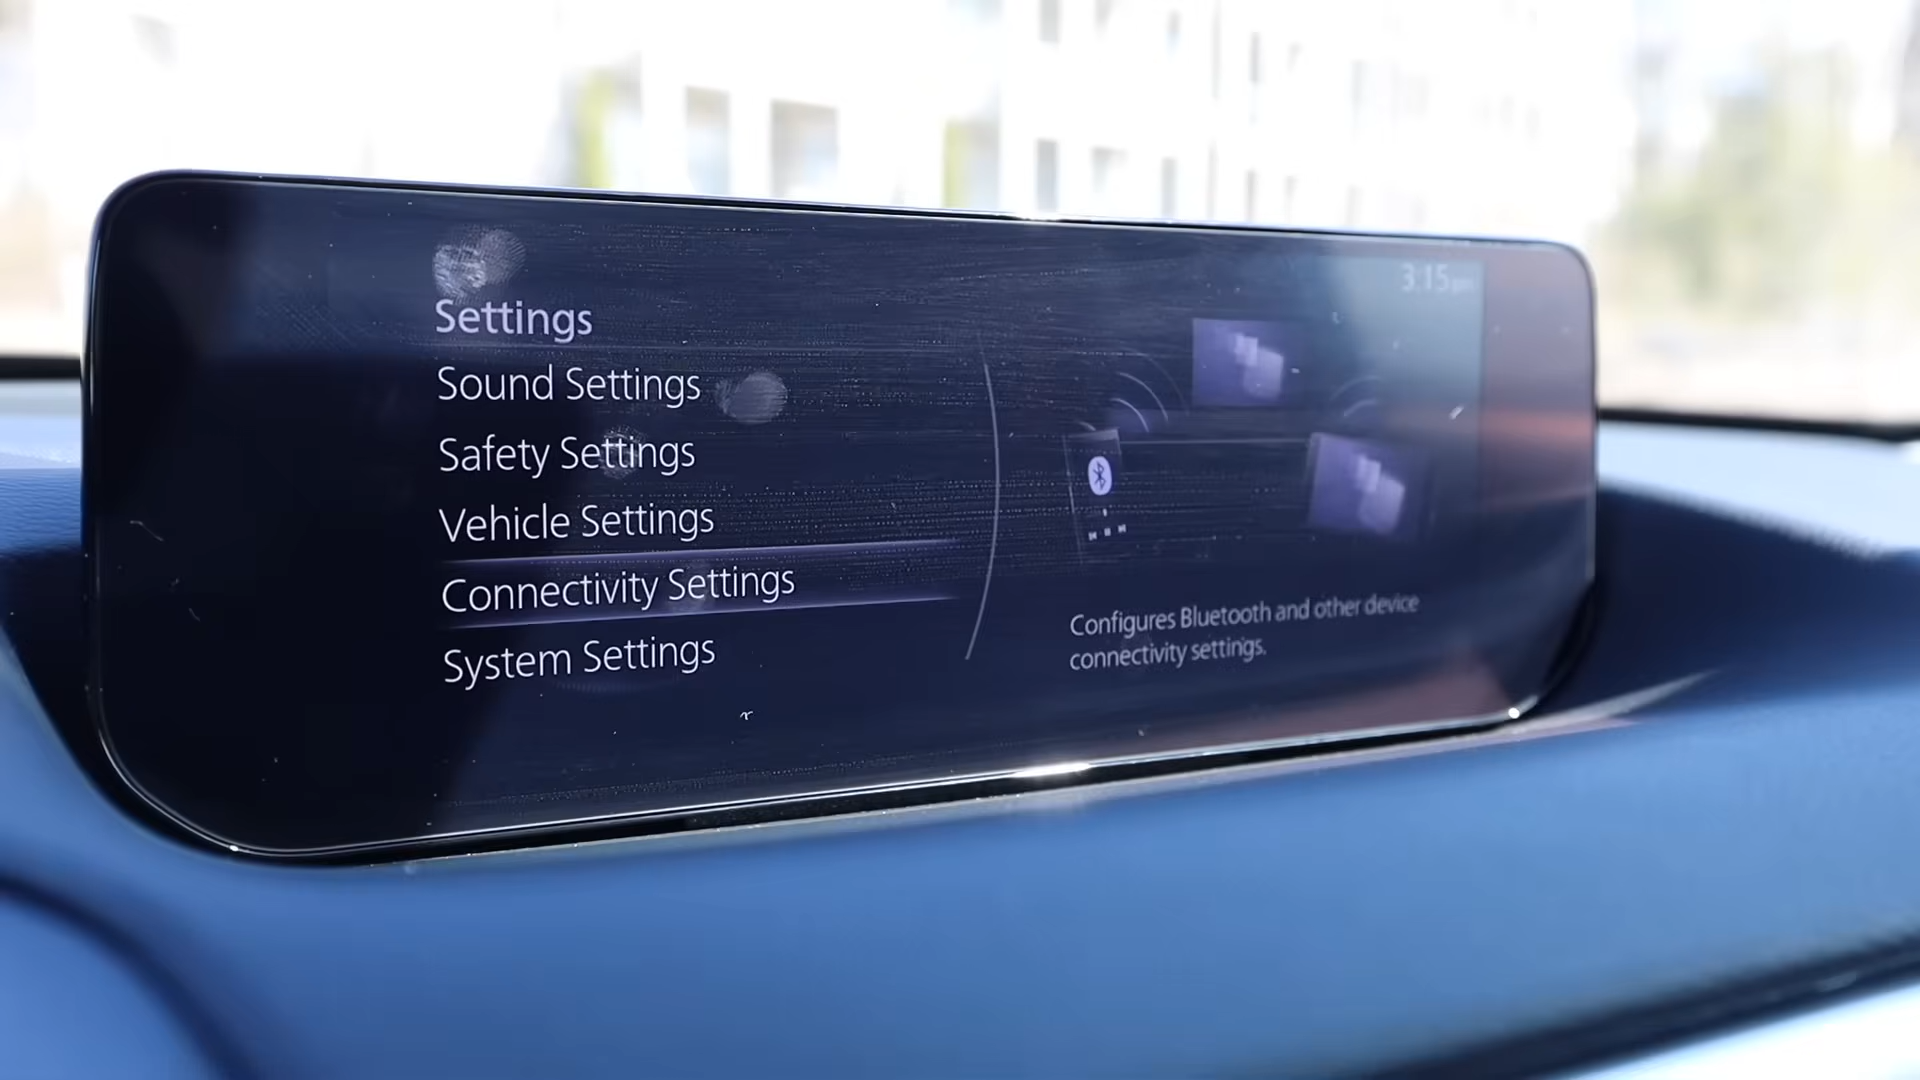 Settings
3:15 pm
Sound Settings
Safety Settings
Vehicle Settings
Connectivity Settings
System Settings
Configures Bluetooth and other device
connectivity settings.